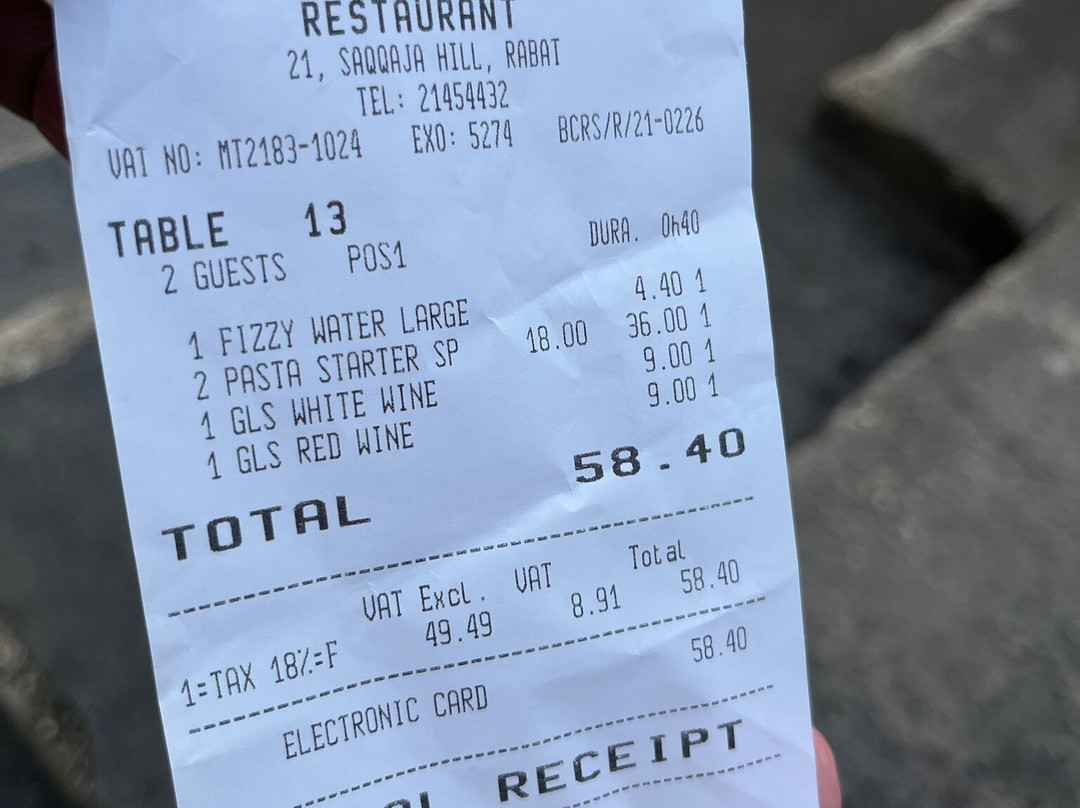 RESTAURANT
21, SAQQAJA HILL, RABAT
TEL: 21454432
VAT NO: MT2183-1024 EXO: 5274 BCRS/R/21-0226
TABLE 13
2 GUESTS POS1 DURA. 0h40
1 FIZZY WATER LARGE 4.40 1
2 PASTA STARTER SP 18.00 36.00 1
1 GLS WHITE WINE 9.00 1
1 GLS RED WINE 9.00 1
TOTAL 58.40
VAT Excl. VAT Total
1=TAX 18%=F 49.49 8.91 58.40
ELECTRONIC CARD 58.40
RECEIPT